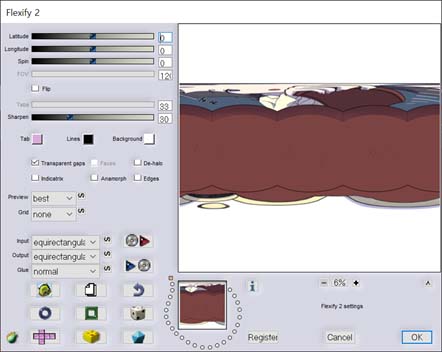 Flexify 2
Latitude 0
Longitude 0
Spin 0
FOV 120
Flip
Tabs 33
Sharpen 30
Tab Lines Background
Transparent gaps Faces De-halo
Indicatrix Anamorph Edges
Preview best
Grid none
Input equirectangula
Output equirectangula
Glue normal
6%
Flexify 2 settings
Register Cancel OK